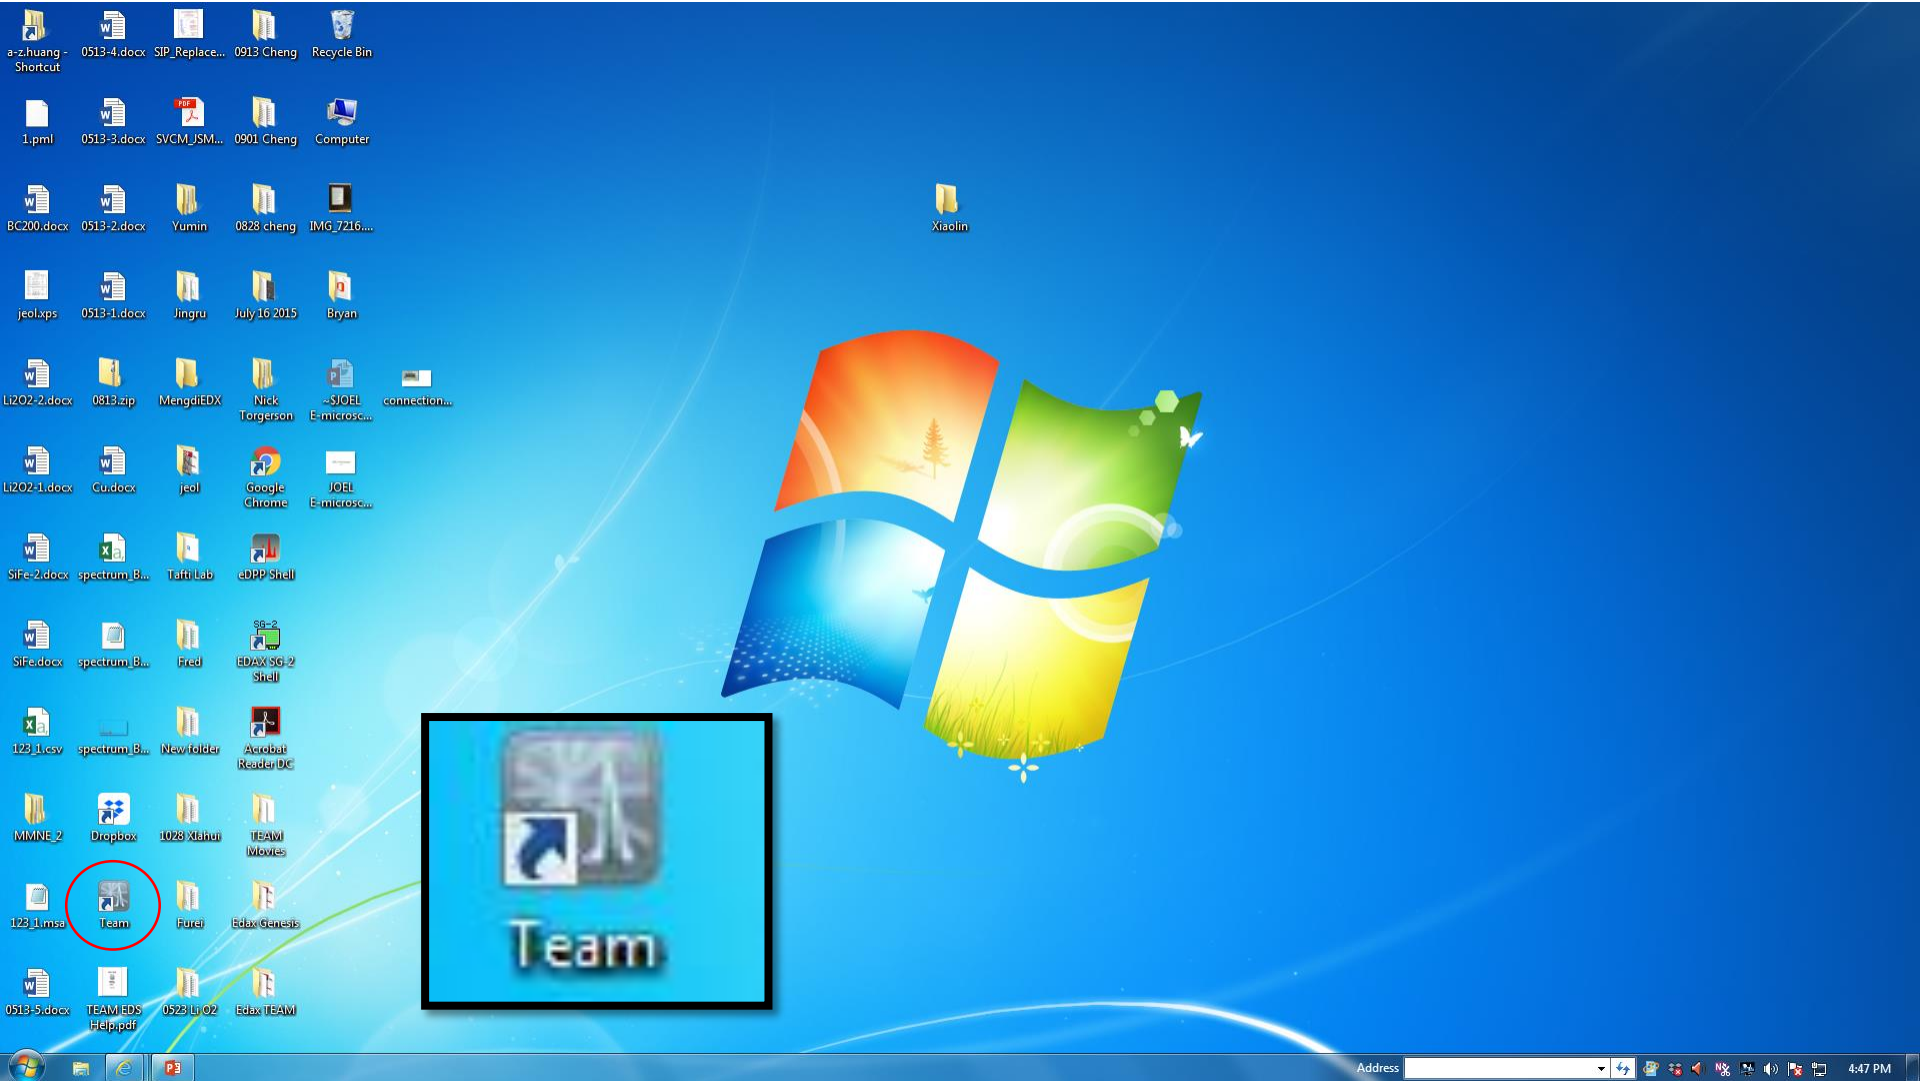 a-z.huang -
Shortcut
0513-4.docx
SIP_Replace...
0913 Cheng
Recycle Bin
1.pml
0513-3.docx
PDF
SVCM_JSM...
0901 Cheng
Computer
BC200.docx
0513-2.docx
Yumin
0828 cheng
IMG_7216....
Xiaolin
jeol.xps
0513-1.docx
Jingru
July 16 2015
Bryan
Li2O2-2.docx
0813.zip
MengdiEDX
Nick
Torgerson
~$JOEL
E-microsc...
connection...
Li2O2-1.docx
Cu.docx
jeol
Google
Chrome
JOEL
E-microsc...
SiFe-2.docx
spectrum_B...
Tafti Lab
eDPP Shell
SiFe.docx
spectrum_B...
Fred
SG-2
EDAX SG-2
Shell
123_1.csv
spectrum_B...
New folder
Acrobat
Reader DC
MMNE_2
Dropbox
1028 XIahui
TEAM
Movies
123_1.msa
Team
Furei
Edax Genesis
Team
0513-5.docx
TEAM EDS
Help.pdf
0523 Li O2
Edax TEAM
Address
4:47 PM